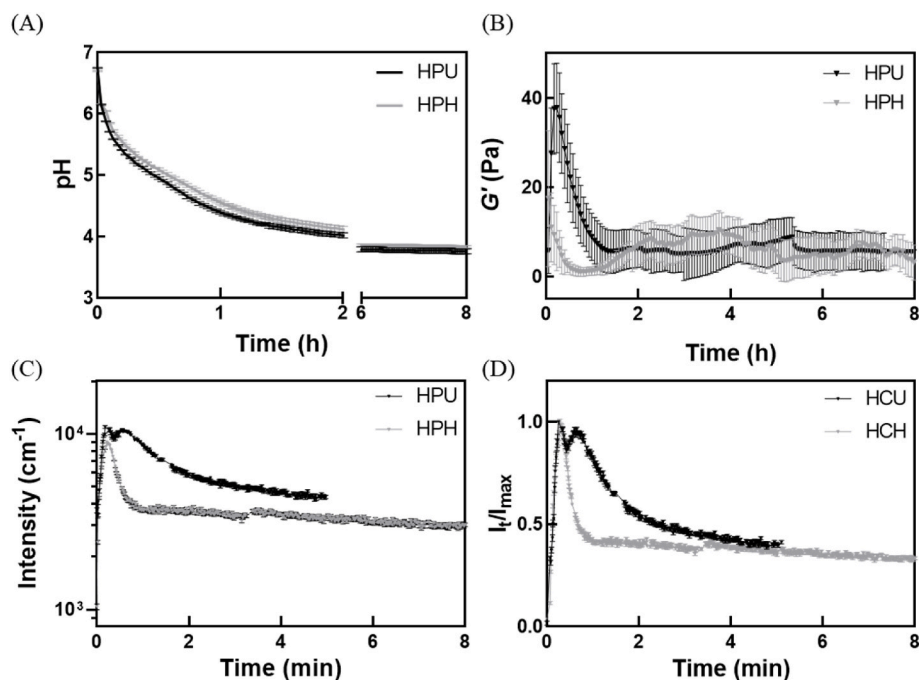 (A)
7
6
5
4
3
pH
0
1
2
6
8
Time (h)
HPU
HPH
(B)
40
20
0
G' (Pa)
0
2
4
6
8
Time (h)
HPU
HPH
(C)
10⁴
10³
Intensity (cm⁻¹)
0
2
4
6
8
Time (min)
HPU
HPH
(D)
1.0
0.5
0.0
Iₜ/Iₘₐₓ
0
2
4
6
8
Time (min)
HCU
HCH